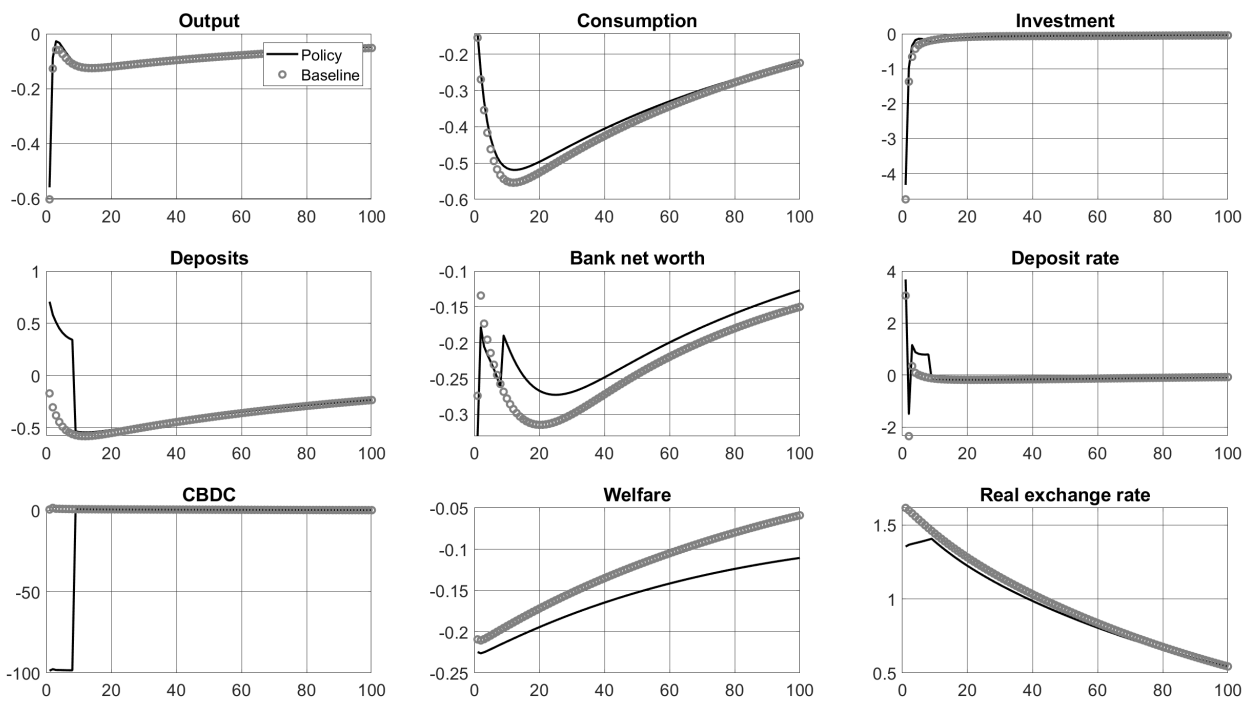 Output
0
-0.2
-0.4
-0.6
0 20 40 60 80 100
Policy
Baseline
Consumption
-0.2
-0.3
-0.4
-0.5
-0.6
0 20 40 60 80 100
Investment
0
-1
-2
-3
-4
0 20 40 60 80 100
Deposits
1
0.5
0
-0.5
0 20 40 60 80 100
Bank net worth
-0.1
-0.15
-0.2
-0.25
-0.3
0 20 40 60 80 100
Deposit rate
4
2
0
-2
0 20 40 60 80 100
CBDC
0
-50
-100
0 20 40 60 80 100
Welfare
-0.05
-0.1
-0.15
-0.2
-0.25
0 20 40 60 80 100
Real exchange rate
1.5
1
0.5
0 20 40 60 80 100